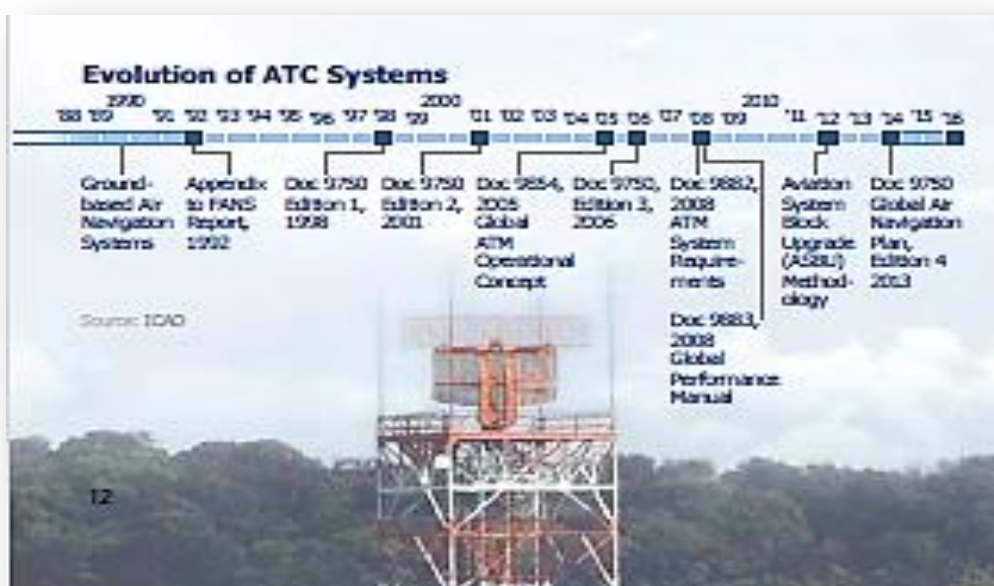 Evolution of ATC Systems
1990 2000 2010
'88 '89 '91 '92 '93 '94 '95 '96 '97 '98 '99 '01 '02 '03 '04 '05 '06 '07 '08 '09 '11 '12 '13 '14 '15 '16
Ground-
based Air
Navigation
Systems
Appendix
to FANS
Report,
1992
Doc 9750
Edition 1,
1998
Doc 9750
Edition 2,
2001
Doc 9854,
2005
Global
ATM
Operational
Concept
Doc 9750,
Edition 3,
2006
Doc 9882,
2008
ATM
System
Require-
ments
Doc 9883,
2008
Global
Performance
Manual
Aviation
System
Block
Upgrade
(ASBU)
Method-
ology
Doc 9750
Global Air
Navigation
Plan,
Edition 4
2013
Source: ICAO
12